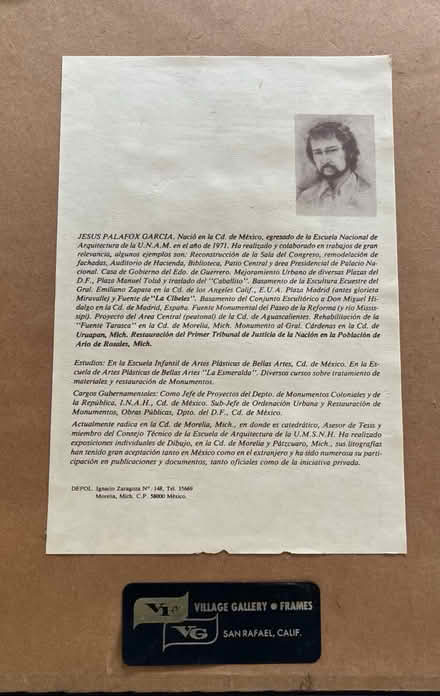 JESUS PALAFOX GARCIA. Nació en la Cd. de México, egresado de la Escuela Nacional de
Arquitectura de la U.N.A.M. en el año de 1971. Ha realizado y colaborado en trabajos de gran
relevancia, algunos ejemplos son: Reconstrucción de la Sala del Congreso, remodelación de
fachadas, Auditorio de Hacienda, Biblioteca, Patio Central y área Presidencial de Palacio Na-
cional. Casa de Gobierno del Edo. de Guerrero. Mejoramiento Urbano de diversas Plazas del
D.F., Plaza Manuel Tolsá y traslado del "Caballito". Basamento de la Escultura Ecuestre del
Gral. Emiliano Zapata en la Cd. de los Angeles Calif., E.U.A. Plaza Madrid (antes glorieta
Miravalle) y Fuente de "La Cibeles". Basamento del Conjunto Escultórico a Don Miguel Hi-
dalgo en la Cd. de Madrid, España. Fuente Monumental del Paseo de la Reforma (y río Missis-
sipi). Proyecto del Area Central (peatonal) de la Cd. de Aguascalientes. Rehabilitación de la
"Fuente Tarasca" en la Cd. de Morelia, Mich. Monumento al Gral. Cárdenas en la Cd. de
Uruapan, Mich. Restauración del Primer Tribunal de Justicia de la Nación en la Población de
Ario de Rosales, Mich.
Estudios: En la Escuela Infantil de Artes Plásticas de Bellas Artes, Cd. de México. En la Es-
cuela de Artes Plásticas de Bellas Artes "La Esmeralda". Diversos cursos sobre tratamiento de
materiales y restauración de Monumentos.
Cargos Gubernamentales: Como Jefe de Proyectos del Depto. de Monumentos Coloniales y de
la República, I.N.A.H., Cd. de México. Sub-Jefe de Ordenación Urbana y Restauración de
Monumentos, Obras Públicas, Dpto. del D.F., Cd. de México.
Actualmente radica en la Cd. de Morelia, Mich., en donde es catedrático, Asesor de Tesis y
miembro del Consejo Técnico de la Escuela de Arquitectura de la U.M.S.N.H. Ha realizado
exposiciones individuales de Dibujo, en la Cd. de Morelia y Pátzcuaro, Mich., sus litografías
han tenido gran aceptación tanto en México como en el extranjero y ha sido numerosa su parti-
cipación en publicaciones y documentos, tanto oficiales como de la iniciativa privada.
DEPOL. Ignacio Zaragoza Nº 148, Tel. 35669
Morelia, Mich. C.P. 58000 México.
VG VILLAGE GALLERY ● FRAMES
VG SAN RAFAEL, CALIF.